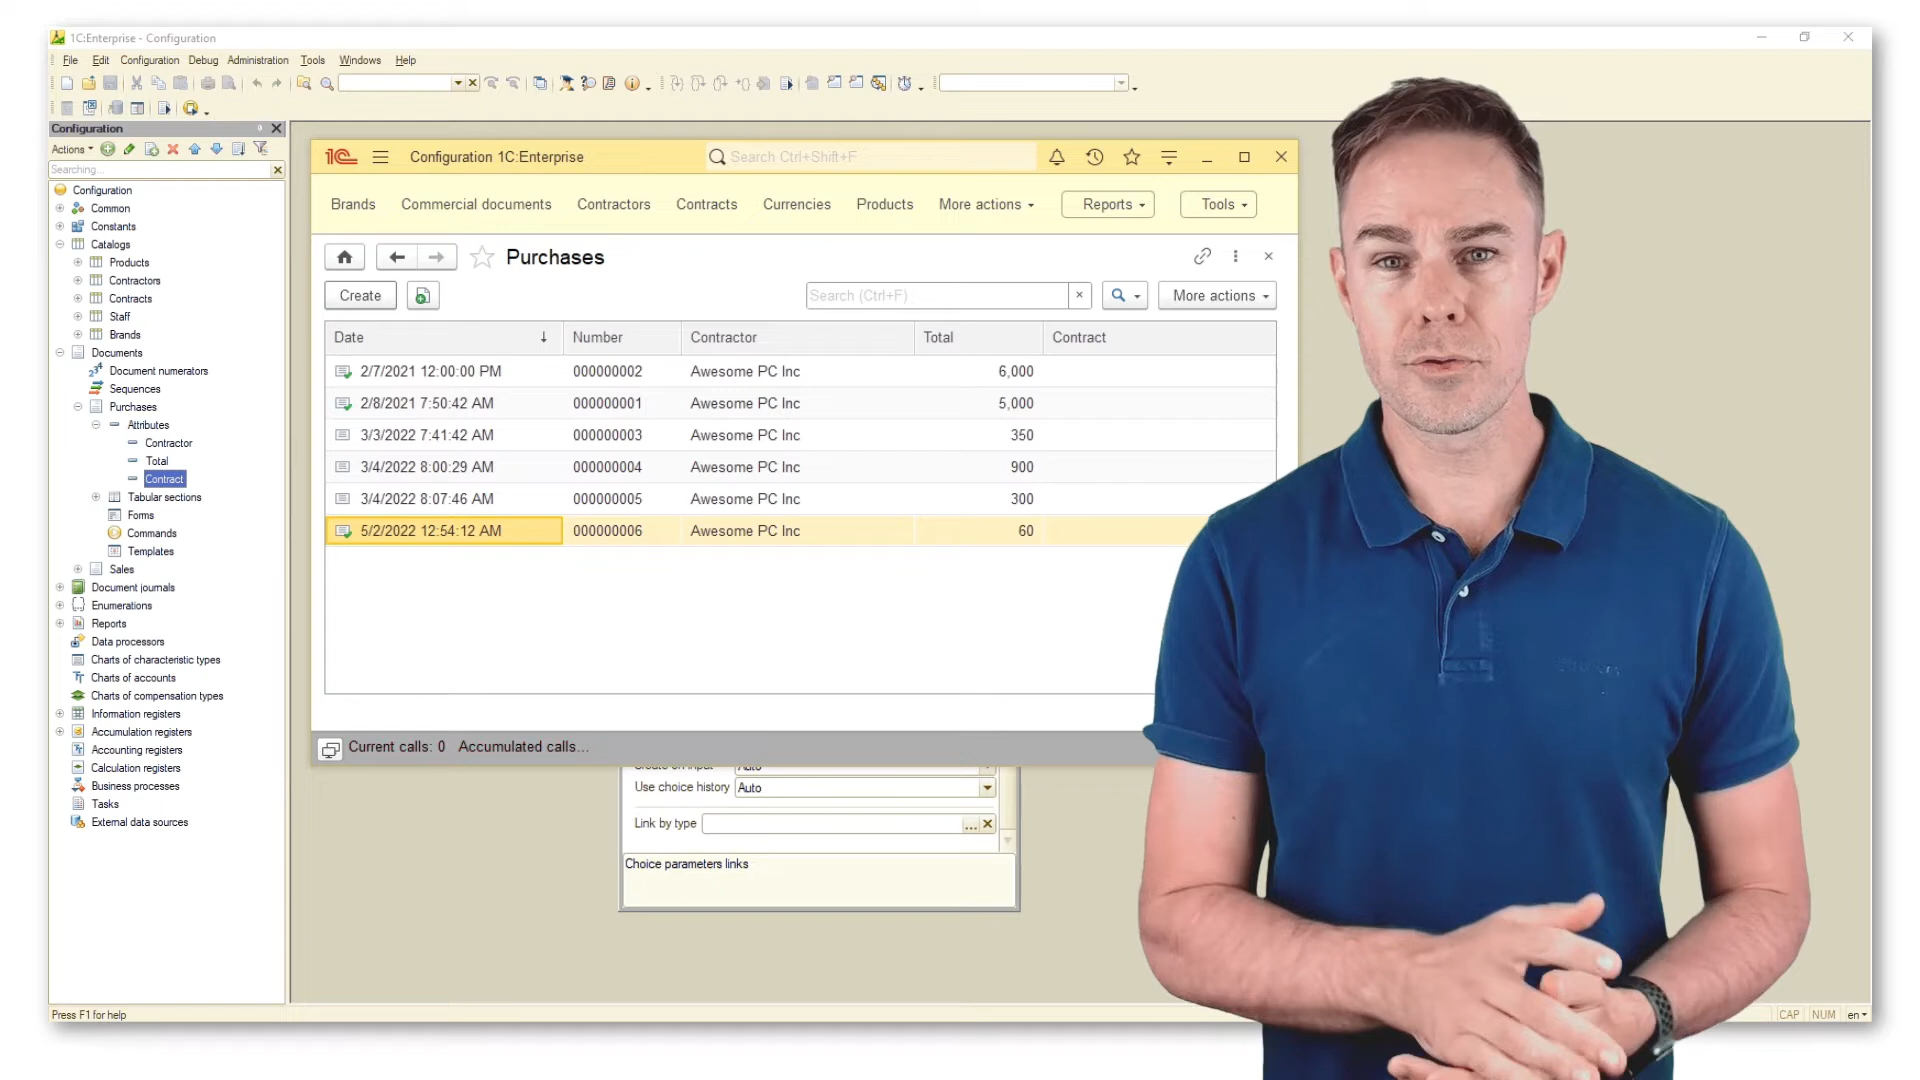 1C:Enterprise - Configuration
File Edit Configuration Debug Administration Tools Windows Help
Configuration
Actions
Searching...
Configuration
Common
Constants
Catalogs
Products
Contractors
Contracts
Staff
Brands
Documents
Document numerators
Sequences
Purchases
Attributes
Contractor
Total
Contract
Tabular sections
Forms
Commands
Templates
Sales
Document journals
Enumerations
Reports
Data processors
Charts of characteristic types
Charts of accounts
Charts of compensation types
Information registers
Accumulation registers
Accounting registers
Calculation registers
Business processes
Tasks
External data sources
1C Configuration 1C:Enterprise Search Ctrl+Shift+F
Brands Commercial documents Contractors Contracts Currencies Products More actions Reports Tools
Purchases
Create Search (Ctrl+F) More actions
Date Number Contractor Total Contract
2/7/2021 12:00:00 PM 000000002 Awesome PC Inc 6,000
2/8/2021 7:50:42 AM 000000001 Awesome PC Inc 5,000
3/3/2022 7:41:42 AM 000000003 Awesome PC Inc 350
3/4/2022 8:00:29 AM 000000004 Awesome PC Inc 900
3/4/2022 8:07:46 AM 000000005 Awesome PC Inc 300
5/2/2022 12:54:12 AM 000000006 Awesome PC Inc 60
Current calls: 0 Accumulated calls...
Create on input Auto
Use choice history Auto
Link by type
Choice parameters links
Press F1 for help CAP NUM en